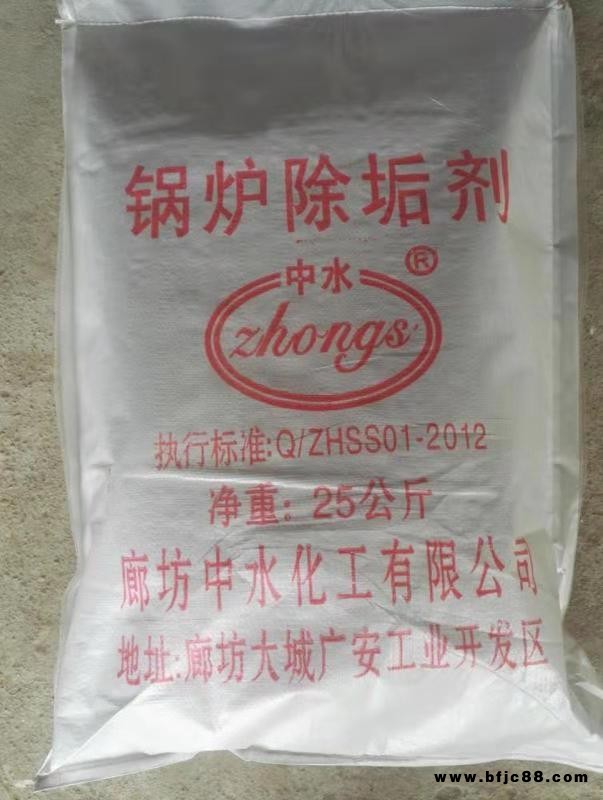 锅炉除垢剂
®
中水
zhongs
执行标准:Q/ZHSS01-2012
净重: 25公斤
廊坊中水化工有限公司
地址:廊坊大城广安工业开发区
www.bfjc88.com